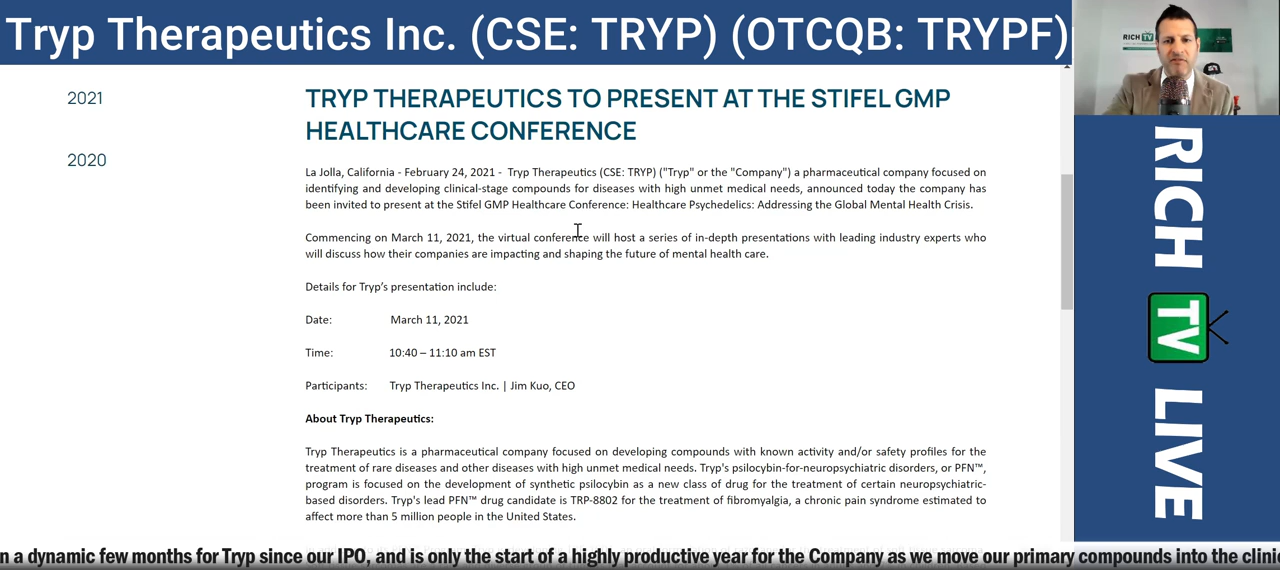 Tryp Therapeutics Inc. (CSE: TRYP) (OTCQB: TRYPF)
2021
2020
TRYP THERAPEUTICS TO PRESENT AT THE STIFEL GMP
HEALTHCARE CONFERENCE
La Jolla, California - February 24, 2021 - Tryp Therapeutics (CSE: TRYP) ("Tryp" or the "Company") a pharmaceutical company focused on
identifying and developing clinical-stage compounds for diseases with high unmet medical needs, announced today the company has
been invited to present at the Stifel GMP Healthcare Conference: Healthcare Psychedelics: Addressing the Global Mental Health Crisis.
Commencing on March 11, 2021, the virtual conference will host a series of in-depth presentations with leading industry experts who
will discuss how their companies are impacting and shaping the future of mental health care.
Details for Tryp's presentation include:
Date: March 11, 2021
Time: 10:40 – 11:10 am EST
Participants: Tryp Therapeutics Inc. | Jim Kuo, CEO
About Tryp Therapeutics:
Tryp Therapeutics is a pharmaceutical company focused on developing compounds with known activity and/or safety profiles for the
treatment of rare diseases and other diseases with high unmet medical needs. Tryp's psilocybin-for-neuropsychiatric disorders, or PFN™,
program is focused on the development of synthetic psilocybin as a new class of drug for the treatment of certain neuropsychiatric-
based disorders. Tryp's lead PFN™ drug candidate is TRP-8802 for the treatment of fibromyalgia, a chronic pain syndrome estimated to
affect more than 5 million people in the United States.
RICH TV
RICH
TV
LIVE
n a dynamic few months for Tryp since our IPO, and is only the start of a highly productive year for the Company as we move our primary compounds into the clinic